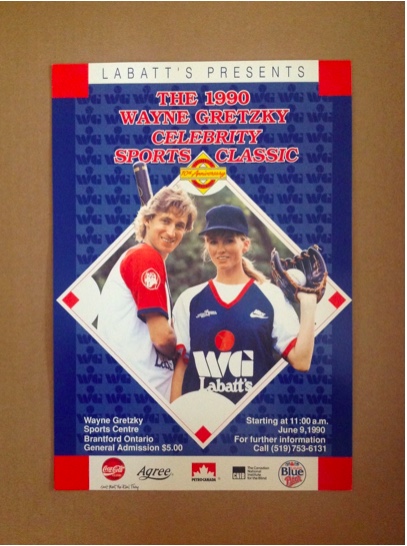 LABATT'S PRESENTS
THE 1990
WAYNE GRETZKY
CELEBRITY
SPORTS CLASSIC
10th Anniversary
WG
Labatt's
Wayne Gretzky
Sports Centre
Brantford Ontario
General Admission $5.00
Starting at 11:00 a.m.
June 9, 1990
For further information
Call (519) 753-6131
Coca-Cola
Agree
PETRO-CANADA
The Canadian
National
Institute
for the Blind
Blue